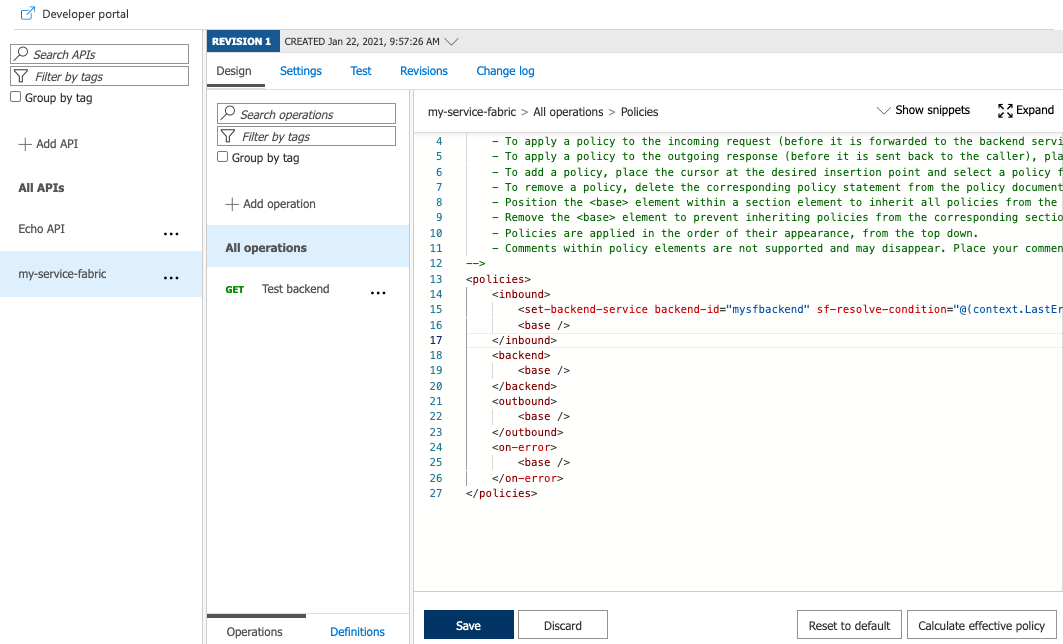 Developer portal
Search APIs
Filter by tags
Group by tag
Add API
All APIs
Echo API
...
my-service-fabric
...
REVISION 1 CREATED Jan 22, 2021, 9:57:26 AM
Design Settings Test Revisions Change log
Search operations
Filter by tags
Group by tag
Add operation
All operations
GET Test backend ...
Operations Definitions
my-service-fabric > All operations > Policies Show snippets Expand
4 - To apply a policy to the incoming request (before it is forwarded to the backend servi
5 - To apply a policy to the outgoing response (before it is sent back to the caller), pla
6 - To add a policy, place the cursor at the desired insertion point and select a policy f
7 - To remove a policy, delete the corresponding policy statement from the policy document
8 - Position the <base> element within a section element to inherit all policies from the
9 - Remove the <base> element to prevent inheriting policies from the corresponding sectio
10 - Policies are applied in the order of their appearance, from the top down.
11 - Comments within policy elements are not supported and may disappear. Place your commen
12 -->
13 <policies>
14 <inbound>
15 <set-backend-service backend-id="mysfbackend" sf-resolve-condition="@(context.LastEr
16 <base />
17 </inbound>
18 <backend>
19 <base />
20 </backend>
21 <outbound>
22 <base />
23 </outbound>
24 <on-error>
25 <base />
26 </on-error>
27 </policies>
Save Discard Reset to default Calculate effective policy